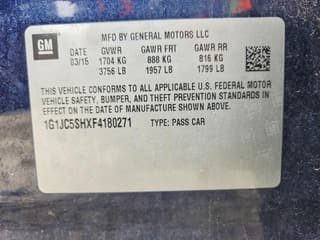 GM
MFD BY GENERAL MOTORS LLC
DATE GVWR GAWR FRT GAWR RR
03/15 1704 KG 888 KG 816 KG
3756 LB 1957 LB 1799 LB
THIS VEHICLE CONFORMS TO ALL APPLICABLE U.S. FEDERAL MOTOR
VEHICLE SAFETY, BUMPER, AND THEFT PREVENTION STANDARDS IN
EFFECT ON THE DATE OF MANUFACTURE SHOWN ABOVE.
1G1JC5SHXF4180271 TYPE: PASS CAR